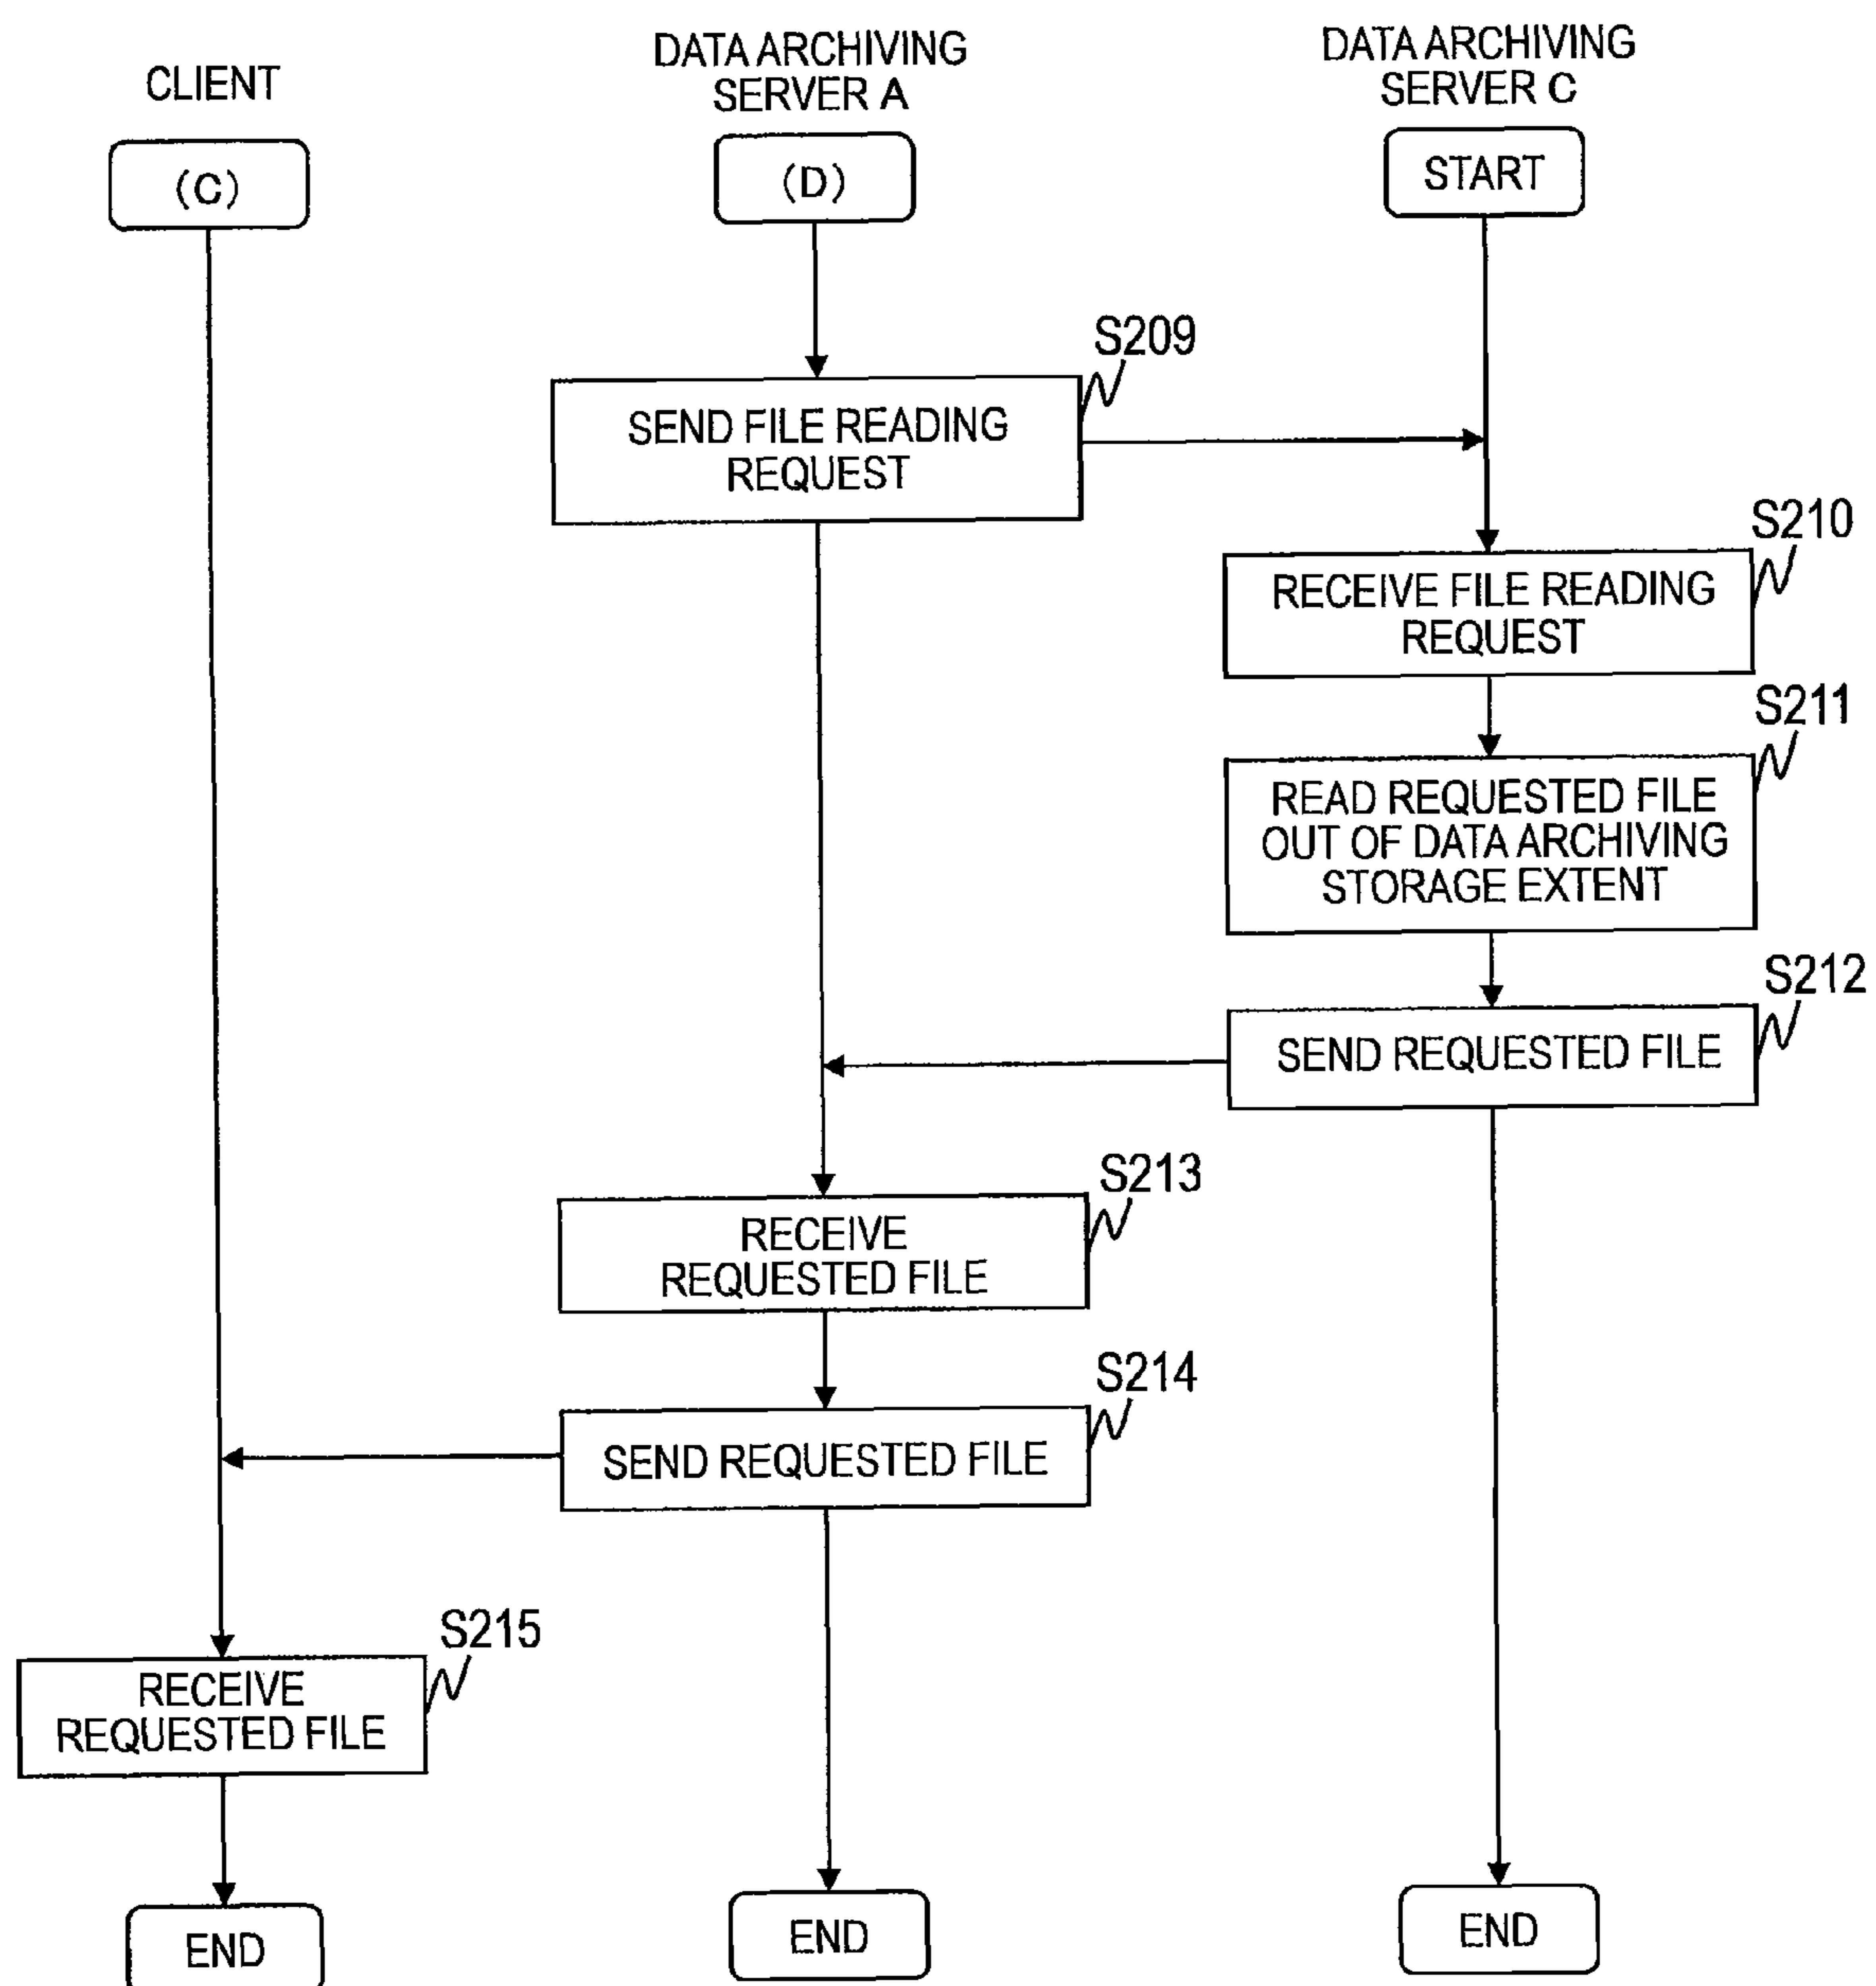 CLIENT
DATA ARCHIVING
SERVER A
DATA ARCHIVING
SERVER C
(C)
(D)
START
S209
SEND FILE READING
REQUEST
S210
RECEIVE FILE READING
REQUEST
S211
READ REQUESTED FILE
OUT OF DATA ARCHIVING
STORAGE EXTENT
S212
SEND REQUESTED FILE
S213
RECEIVE
REQUESTED FILE
S214
SEND REQUESTED FILE
S215
RECEIVE
REQUESTED FILE
END
END
END